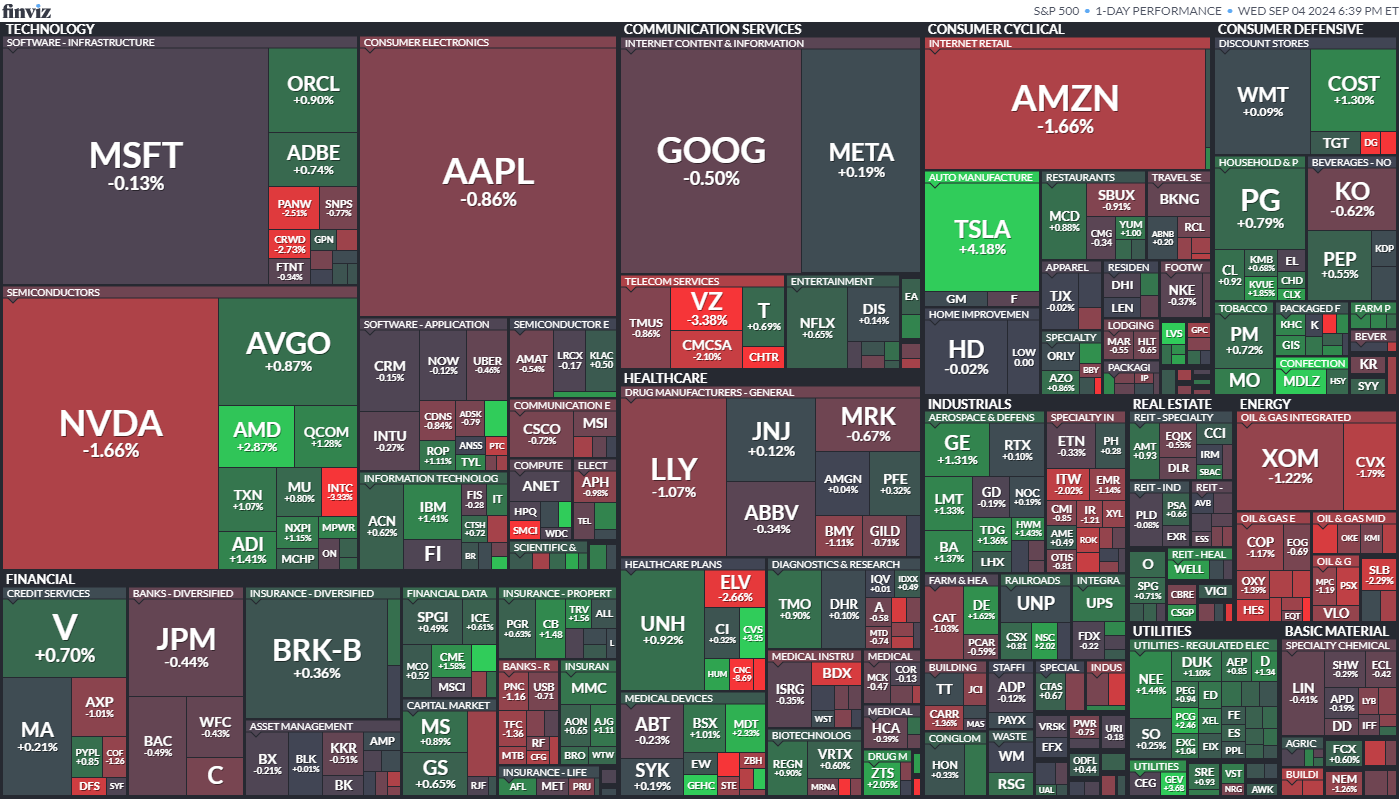 finviz
S&P 500 • 1-DAY PERFORMANCE • WED SEP 04 2024 6:39 PM ET
TECHNOLOGY
SOFTWARE - INFRASTRUCTURE
MSFT
-0.13%
ORCL
+0.90%
ADBE
+0.74%
PANW
-2.51%
SNPS
-0.77%
CRWD
-2.73%
GPN
FTNT
-0.34%
CONSUMER ELECTRONICS
AAPL
-0.86%
SEMICONDUCTORS
NVDA
-1.66%
AVGO
+0.87%
AMD
+2.87%
QCOM
+1.28%
TXN
+1.07%
MU
+0.80%
INTC
-3.33%
ADI
+1.41%
NXPI
+1.15%
MPWR
MCHP
ON
SOFTWARE - APPLICATION
CRM
-0.15%
NOW
-0.12%
UBER
-0.46%
INTU
-0.27%
CDNS
-0.84%
ADSK
-0.79
ROP
+1.11%
ANSS
PTC
TYL
SEMICONDUCTOR E
AMAT
-0.54%
LRCX
-0.17
KLAC
+0.50
COMMUNICATION E
CSCO
-0.72%
MSI
INFORMATION TECHNOLOG
ACN
+0.62%
IBM
+1.41%
FIS
-0.28
IT
CTSH
+0.72
FI
BR
COMPUTE
ANET
HPQ
SMCI
WDC
ELECT
APH
-0.98%
TEL
SCIENTIFIC &
COMMUNICATION SERVICES
INTERNET CONTENT & INFORMATION
GOOG
-0.50%
META
+0.19%
TELECOM SERVICES
TMUS
-0.86%
VZ
-3.38%
T
+0.69%
CMCSA
-2.10%
CHTR
ENTERTAINMENT
NFLX
+0.65%
DIS
+0.14%
EA
CONSUMER CYCLICAL
INTERNET RETAIL
AMZN
-1.66%
AUTO MANUFACTURE
TSLA
+4.18%
GM
F
RESTAURANTS
MCD
+0.88%
SBUX
-0.91%
CMG
-0.34
YUM
+1.00
TRAVEL SE
BKNG
ABNB
+0.20
RCL
HOME IMPROVEMEN
HD
-0.02%
LOW
0.00
APPAREL
TJX
-0.02%
RESIDEN
DHI
LEN
FOOTW
NKE
-0.37%
SPECIALTY
ORLY
AZO
+0.86%
BBY
LODGING
MAR
-0.55
HLT
-0.65
LVS
GPC
PACKAGI
IP
CONSUMER DEFENSIVE
DISCOUNT STORES
WMT
+0.09%
COST
+1.30%
TGT
DG
HOUSEHOLD & P
PG
+0.79%
CL
+0.92
KMB
+0.68%
EL
KVUE
+1.85%
CHD
CLX
BEVERAGES - NO
KO
-0.62%
PEP
+0.55%
KDP
TOBACCO
PM
+0.72%
MO
PACKAGED F
KHC
K
GIS
FARM P
BEVER
CONFECTION
MDLZ
HSY
KR
SYY
HEALTHCARE
DRUG MANUFACTURERS - GENERAL
LLY
-1.07%
JNJ
+0.12%
MRK
-0.67%
ABBV
-0.34%
AMGN
+0.04%
PFE
+0.32%
BMY
-1.11%
GILD
-0.71%
HEALTHCARE PLANS
UNH
+0.92%
ELV
-2.66%
CI
+0.32%
CVS
+3.35
HUM
CNC
-8.69
DIAGNOSTICS & RESEARCH
TMO
+0.90%
DHR
+0.10%
IQV
+0.01
IDXX
+0.49
A
-0.58
MTD
-0.74
MEDICAL INSTRU
ISRG
-0.35%
BDX
WST
MEDICAL
MCK
-0.47
COR
-0.13
MEDICAL
HCA
-0.39%
MEDICAL DEVICES
ABT
-0.23%
BSX
+1.01%
MDT
+2.33%
SYK
+0.19%
EW
ZBH
GEHC
STE
BIOTECHNOLOGY
REGN
+0.90%
VRTX
+0.60%
MRNA
DRUG M
ZTS
+2.05%
FINANCIAL
CREDIT SERVICES
V
+0.70%
MA
+0.21%
AXP
-1.01%
PYPL
+0.85
COF
-1.26
DFS
SYF
BANKS - DIVERSIFIED
JPM
-0.44%
BAC
-0.49%
WFC
-0.43%
C
INSURANCE - DIVERSIFIED
BRK-B
+0.36%
ASSET MANAGEMENT
BX
-0.21%
BLK
+0.01%
KKR
-0.51%
AMP
BK
FINANCIAL DATA
SPGI
+0.49%
ICE
+0.61%
MCO
+0.52
CME
+1.58%
MSCI
CAPITAL MARKET
MS
+0.89%
GS
+0.65%
RJF
INSURANCE - PROPERT
PGR
+0.63%
CB
+1.48
TRV
+1.56
ALL
L
BANKS - R
PNC
-1.16
USB
-0.71
TFC
-1.36
RF
MTB
CFG
INSURAN
MMC
AON
+0.65
AJG
+1.11
BRO
WTW
INSURANCE - LIFE
AFL
MET
PRU
INDUSTRIALS
AEROSPACE & DEFENS
GE
+1.31%
RTX
+0.10%
LMT
+1.33%
GD
-0.19%
NOC
+0.19%
BA
+1.37%
TDG
+1.36%
HWM
+1.43%
LHX
SPECIALTY IN
ETN
-0.33%
PH
+0.28
ITW
-2.02%
EMR
-1.14%
CMI
-0.85
IR
-1.21
XYL
AME
+0.49
ROK
OTIS
-0.81
FARM & HEA
CAT
-1.03%
DE
+1.62%
PCAR
-0.59%
RAILROADS
UNP
CSX
+0.81
NSC
+2.02
INTEGRA
UPS
FDX
-0.22
BUILDING
TT
JCI
CARR
-1.36%
MAS
STAFFI
ADP
-0.12%
PAYX
SPECIAL
CTAS
+0.67
INDUS
VRSK
PWR
-0.75
URI
-0.18
EFX
CONGLOM
HON
+0.33%
WASTE
WM
RSG
ODFL
+0.44
UAL
REAL ESTATE
REIT - SPECIALTY
AMT
+0.93
EQIX
-0.55%
CCI
DLR
IRM
SBAC
REIT - IND
PLD
-0.08%
PSA
+0.66
EXR
REIT -
AVB
ESS
O
SPG
+0.71%
REIT - HEAL
WELL
CBRE
VICI
CSGP
ENERGY
OIL & GAS INTEGRATED
XOM
-1.22%
CVX
-1.79%
OIL & GAS E
COP
-1.17%
EOG
-0.69
OXY
-1.39%
HES
EQT
OIL & GAS MID
OKE
KMI
OIL & G
MPC
-1.19
PSX
VLO
SLB
-2.29%
UTILITIES
UTILITIES - REGULATED ELEC
NEE
+1.44%
DUK
+1.10%
AEP
+0.85
D
+1.34
SO
+0.25%
PEG
+0.94
ED
PCG
+2.46
XEL
FE
ES
EXC
+1.04
EIX
PPL
UTILITIES
CEG
GEV
+3.68
SRE
+0.93
VST
NRG
AWK
BASIC MATERIAL
SPECIALTY CHEMICAL
LIN
-0.41%
SHW
-0.29%
ECL
-0.42
APD
-0.19%
LYB
DD
IFF
AGRIC
FCX
+0.60%
BUILDI
NEM
-1.26%